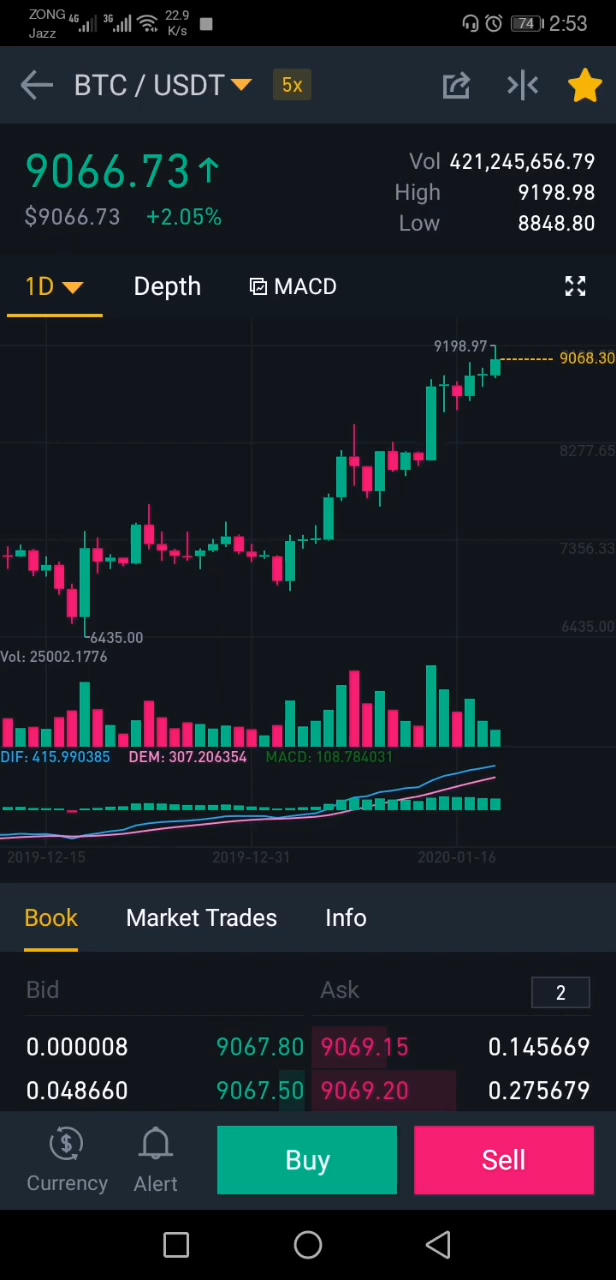 ZONG 4G 3G 22.9 74 2:53
Jazz K/s
BTC / USDT 5x
9066.73↑
$9066.73 +2.05%
Vol 421,245,656.79
High 9198.98
Low 8848.80
1D Depth MACD
9198.97
9068.30
8277.65
7356.33
6435.00
6435.00
Vol: 25002.1776
DIF: 415.990385 DEM: 307.206354 MACD: 108.784031
2019-12-15 2019-12-31 2020-01-16
Book Market Trades Info
Bid Ask 2
0.000008 9067.80 9069.15 0.145669
0.048660 9067.50 9069.20 0.275679
Currency Alert Buy Sell